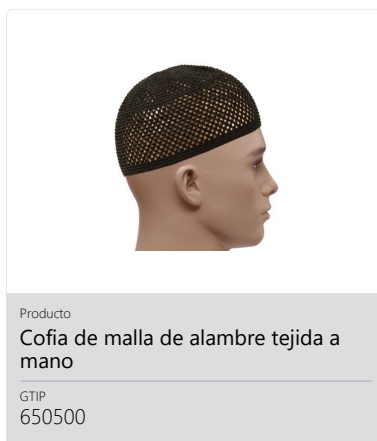 Producto
Cofia de malla de alambre tejida a
mano
GTIP
650500